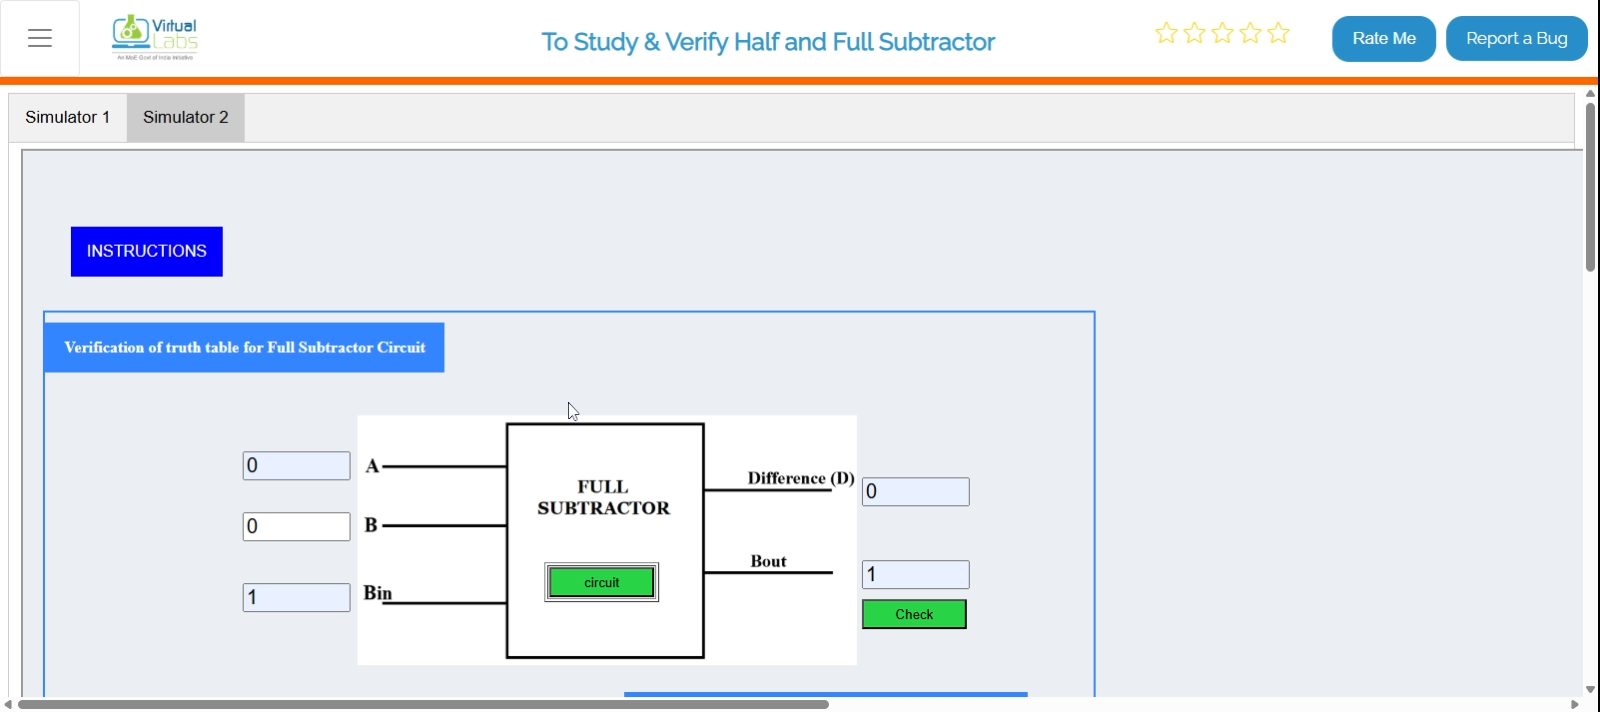 Virtual
Labs
An MoE Govt of India Initiative
To Study & Verify Half and Full Subtractor
Rate Me
Report a Bug
Simulator 1
Simulator 2
INSTRUCTIONS
Verification of truth table for Full Subtractor Circuit
0
A
0
B
1
Bin
FULL
SUBTRACTOR
circuit
Difference (D)
0
Bout
1
Check